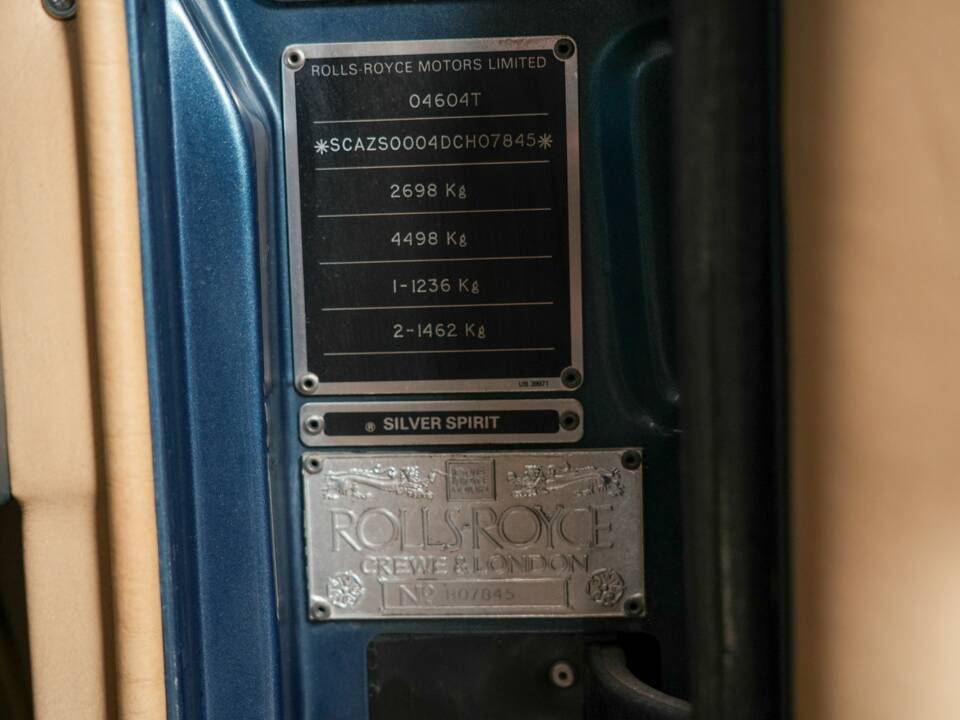 ROLLS-ROYCE MOTORS LIMITED
04604T
*SCAZS0004DCH07845*
2698 Kg
4498 Kg
1-1236 Kg
2-1462 Kg
® SILVER SPIRIT
ROLLS-ROYCE
CREWE & LONDON
No H07845